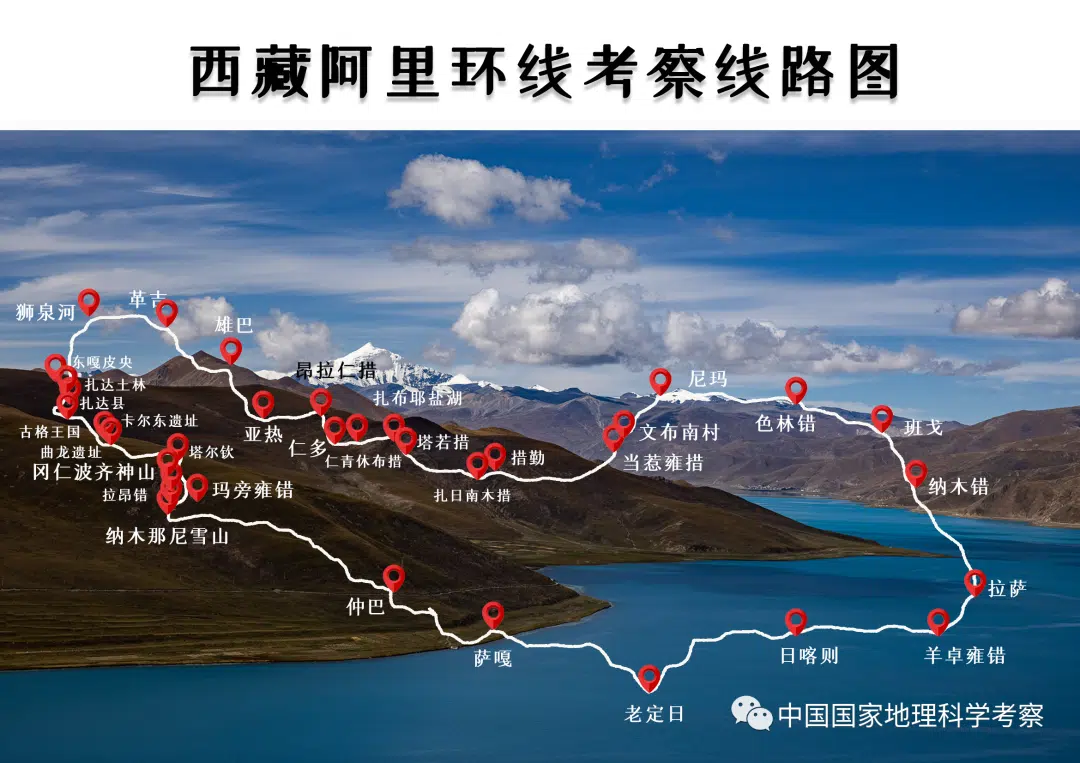 西藏阿里环线考察线路图
狮泉河
革吉
雄巴
东嘎皮央
扎达土林
扎达县
昂拉仁措
扎布耶盐湖
尼玛
色林错
古格王国
卡尔东遗址
亚热
仁多
塔若措
文布南村
班戈
曲龙遗址
塔尔钦
仁青休布措
措勤
当惹雍措
冈仁波齐神山
拉昂错
玛旁雍错
扎日南木措
纳木错
纳木那尼雪山
仲巴
拉萨
萨嘎
日喀则
羊卓雍错
老定日
中国国家地理科学考察